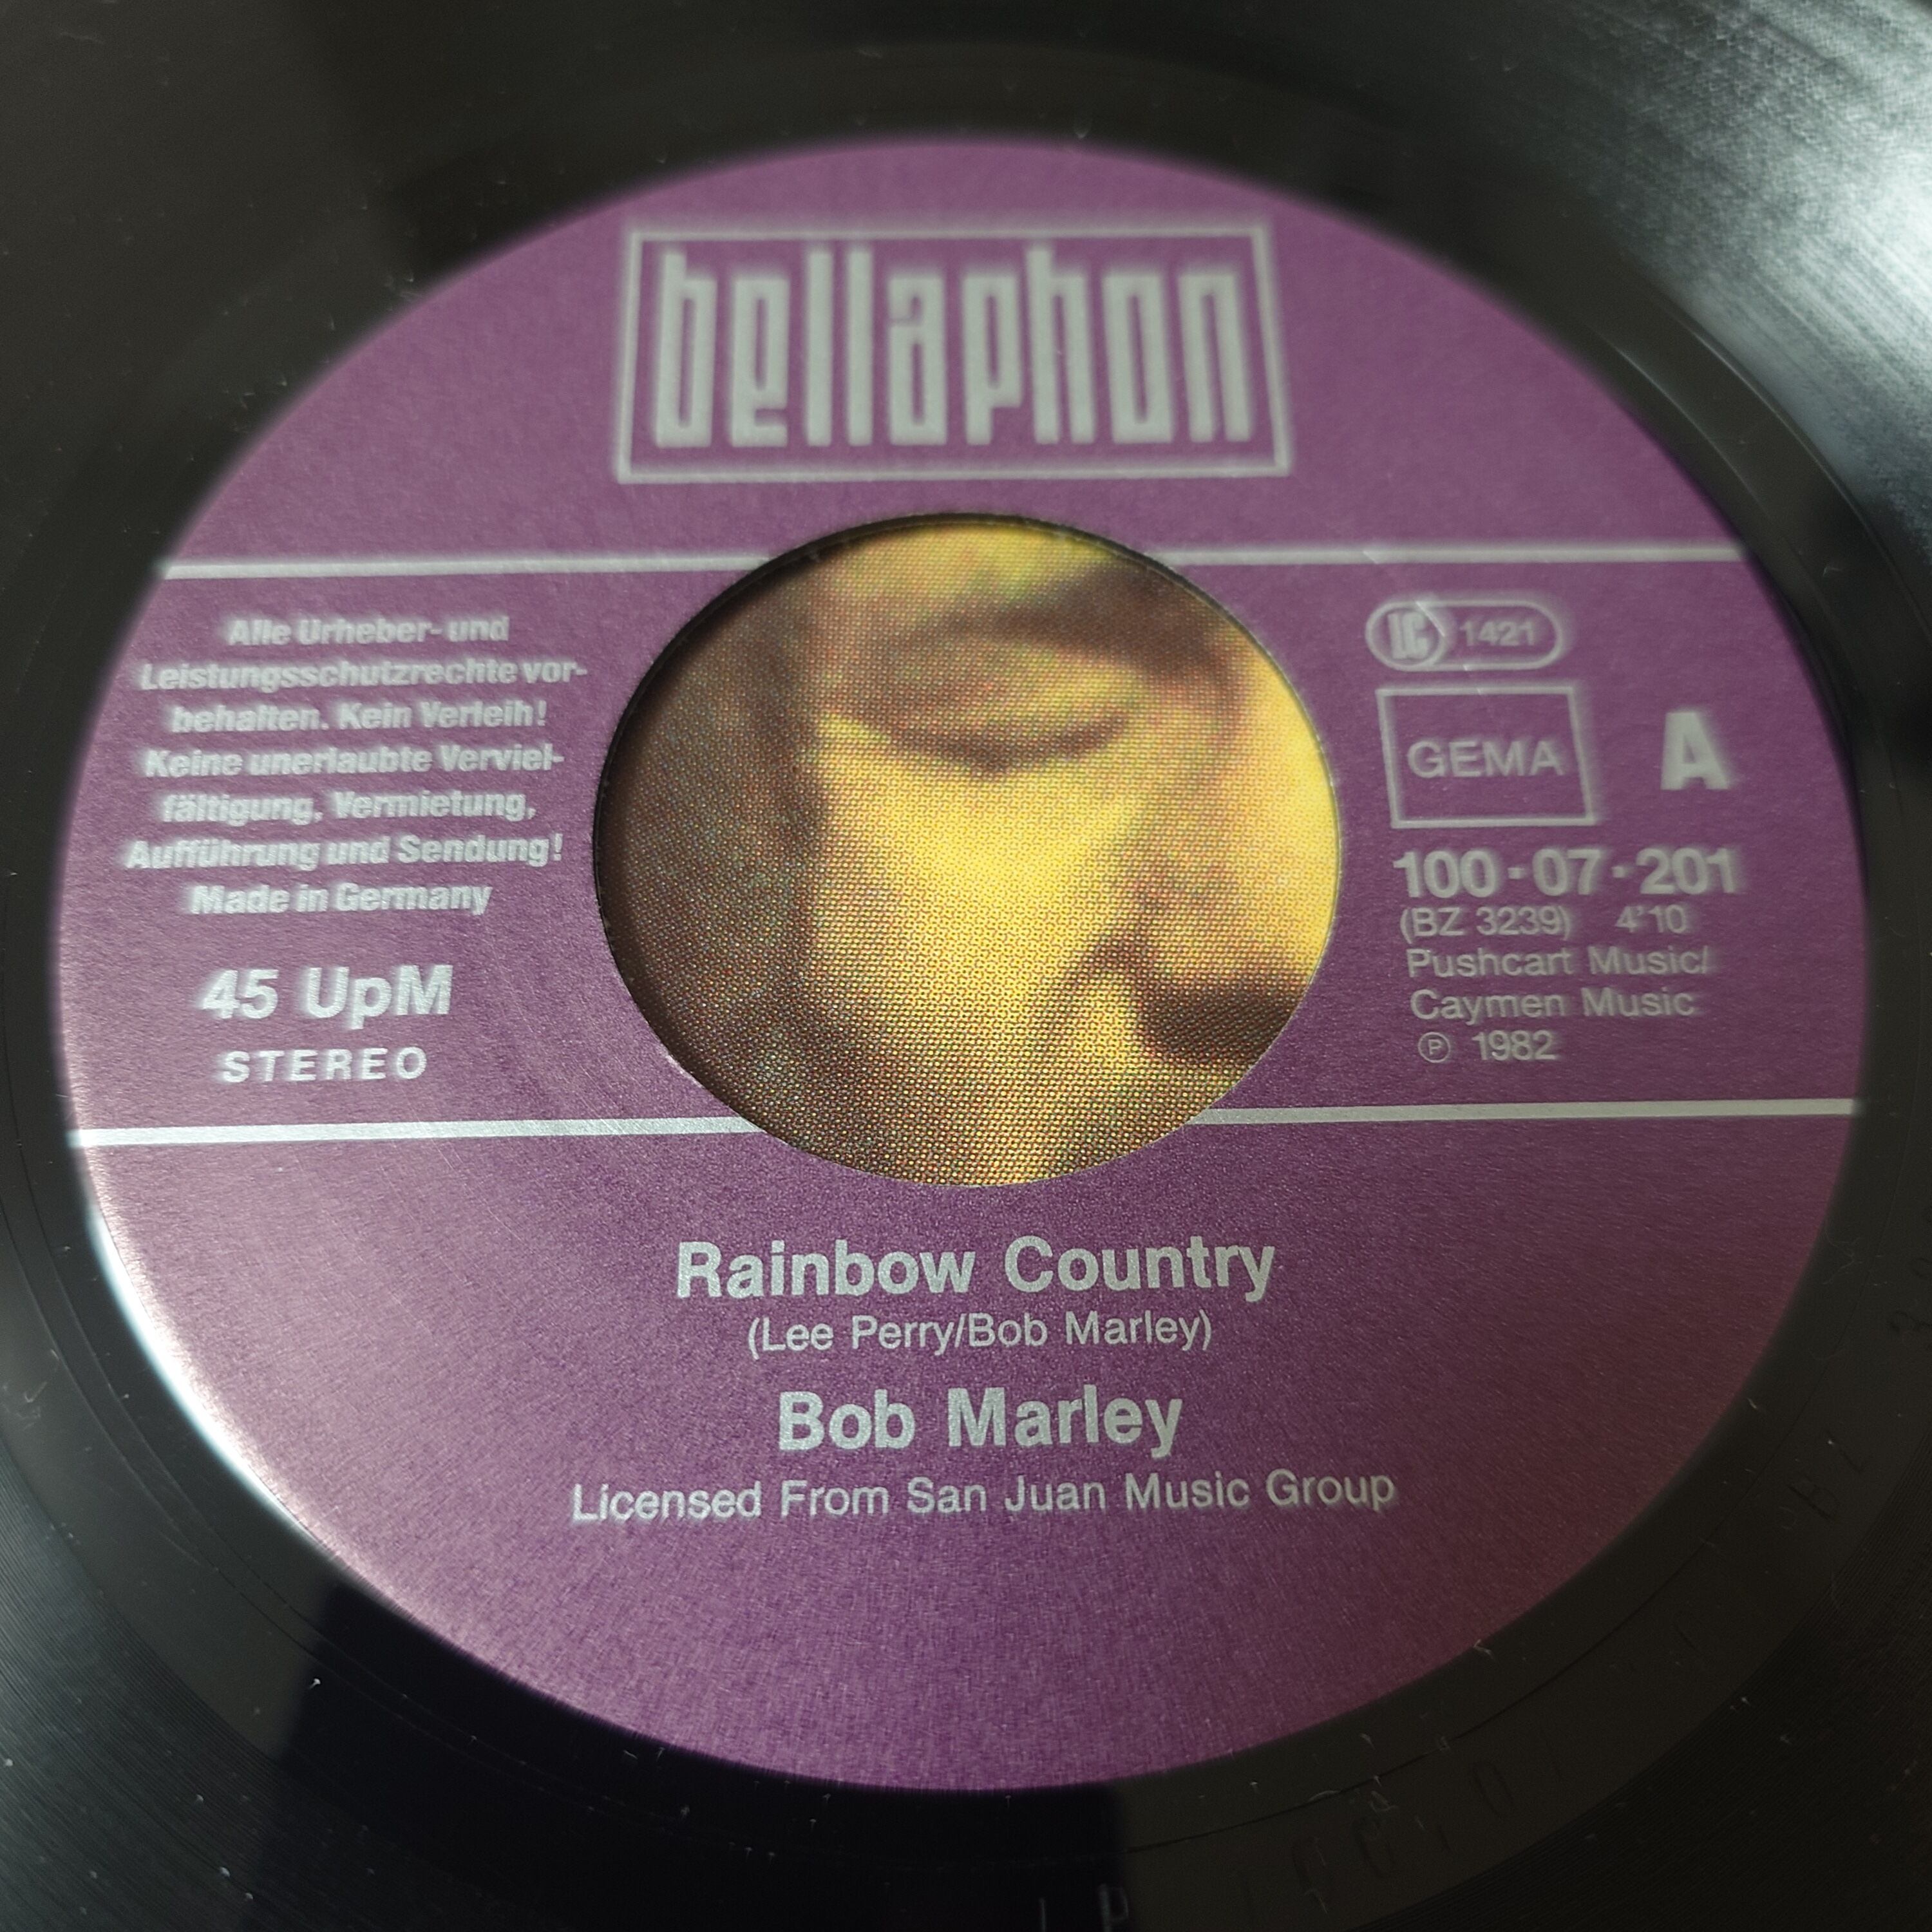 bellaphon
Alle Urheber- und
Leistungsschutzrechte vor-
behalten. Kein Verleih!
Keine unerlaubte Verviel-
fältigung, Vermietung,
Aufführung und Sendung!
Made in Germany
45 UpM
STEREO
LC 1421
GEMA
A
100·07·201
(BZ 3239) 4'10
Pushcart Music/
Caymen Music
℗ 1982
Rainbow Country
(Lee Perry/Bob Marley)
Bob Marley
Licensed From San Juan Music Group